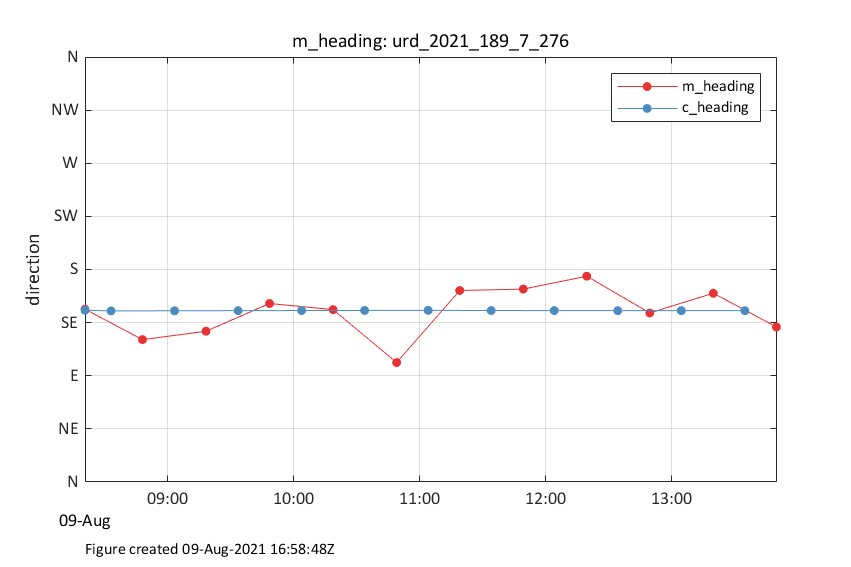 m_heading: urd_2021_189_7_276
N
NW
W
SW
S
SE
E
NE
N
direction
m_heading
c_heading
09:00 10:00 11:00 12:00 13:00
09-Aug
Figure created 09-Aug-2021 16:58:48Z